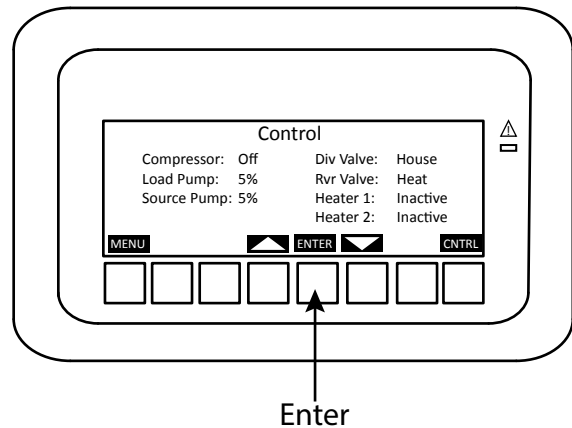 Control
Compressor: Off Div Valve: House
Load Pump: 5% Rvr Valve: Heat
Source Pump: 5% Heater 1: Inactive
Heater 2: Inactive
MENU ENTER CNTRL
Enter